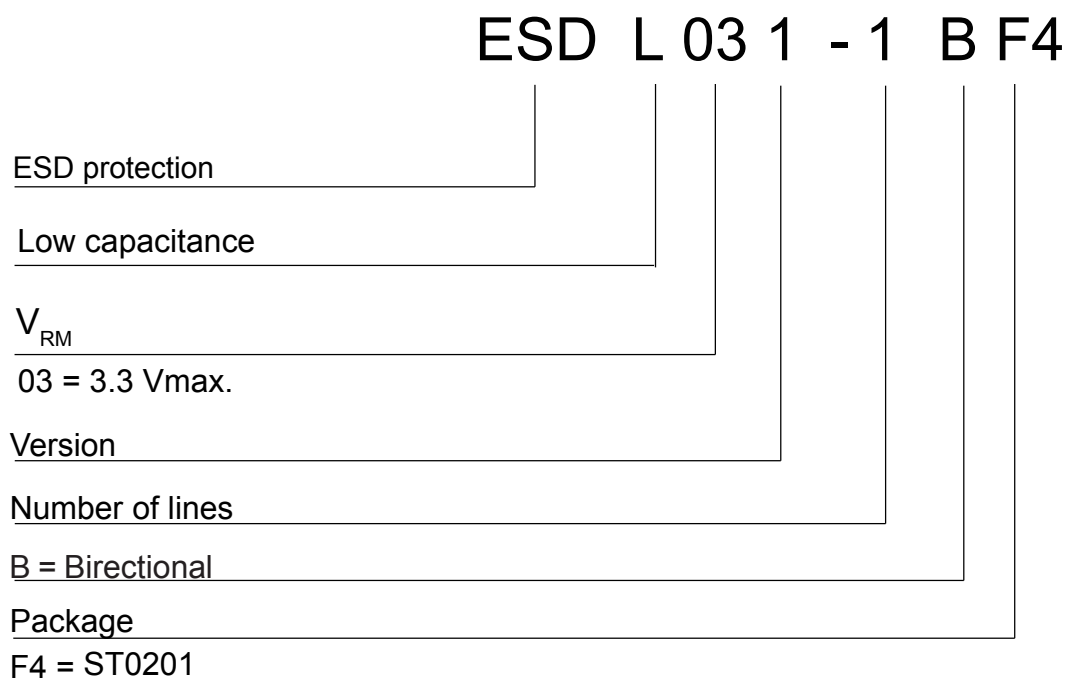 ESD L 03 1 - 1 B F4
ESD protection
Low capacitance
VRM
03 = 3.3 Vmax.
Version
Number of lines
B = Birectional
Package
F4 = ST0201